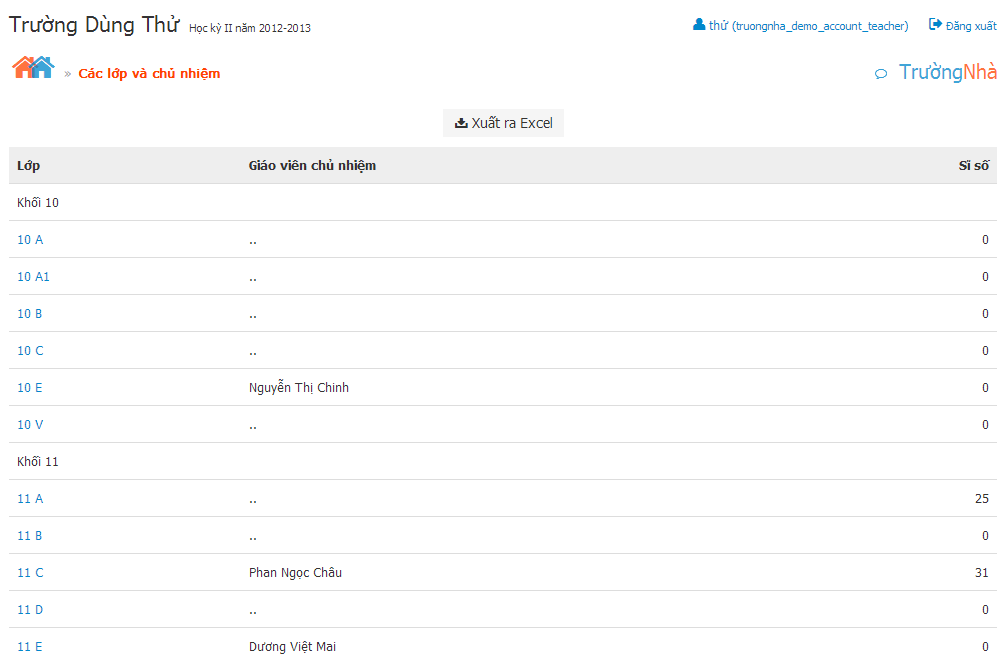 Trường Dùng Thử Học kỳ II năm 2012-2013 thử (truongnha_demo_account_teacher) Đăng xuất
» Các lớp và chủ nhiệm TrườngNhà
Xuất ra Excel
Lớp Giáo viên chủ nhiệm Sĩ số
Khối 10
10 A .. 0
10 A1 .. 0
10 B .. 0
10 C .. 0
10 E Nguyễn Thị Chinh 0
10 V .. 0
Khối 11
11 A .. 25
11 B .. 0
11 C Phan Ngọc Châu 31
11 D .. 0
11 E Dương Việt Mai 0